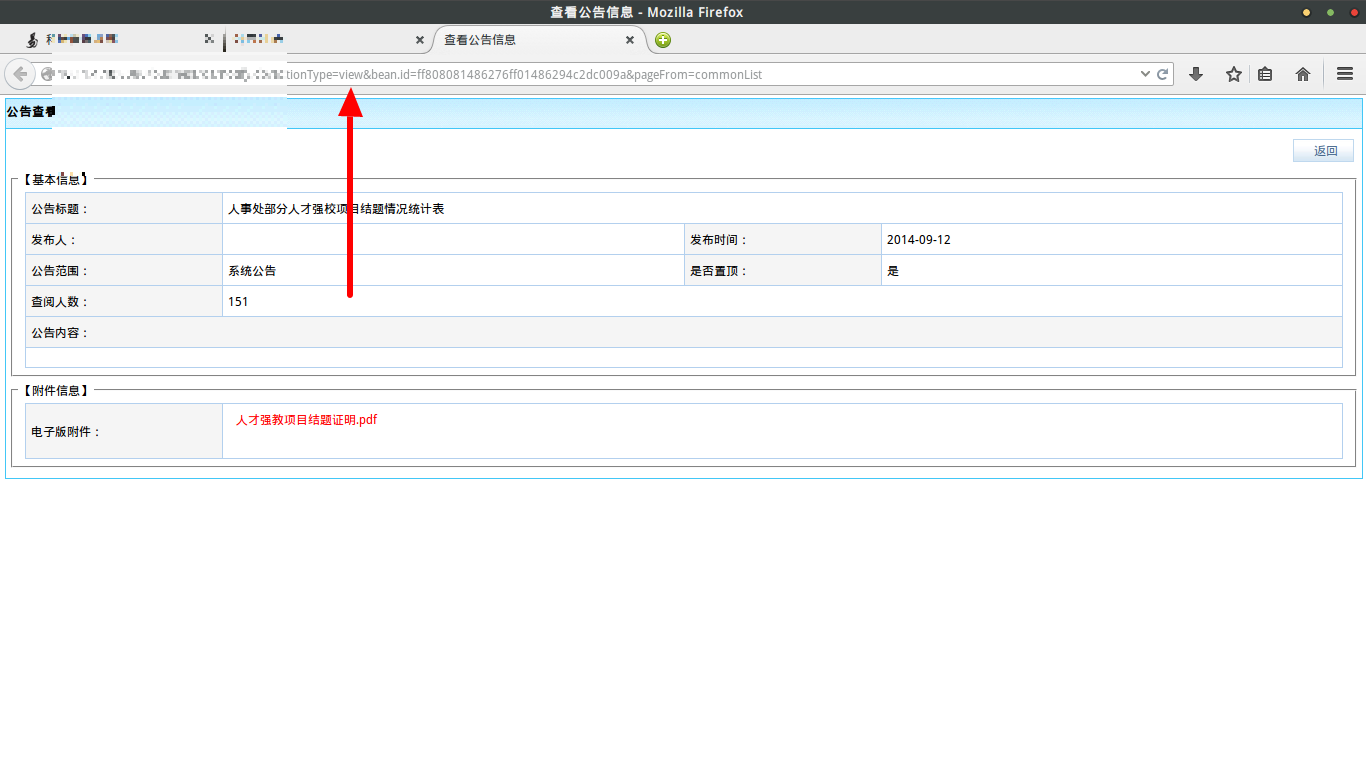 查看公告信息 - Mozilla Firefox
查看公告信息
tionType=view&bean.id=ff808081486276ff01486294c2dc009a&pageFrom=commonList
公告查看
返回
【基本信息】
公告标题： 人事处部分人才强校项目结题情况统计表
发布人： 发布时间： 2014-09-12
公告范围： 系统公告 是否置顶： 是
查阅人数： 151
公告内容：
【附件信息】
电子版附件： 人才强教项目结题证明.pdf